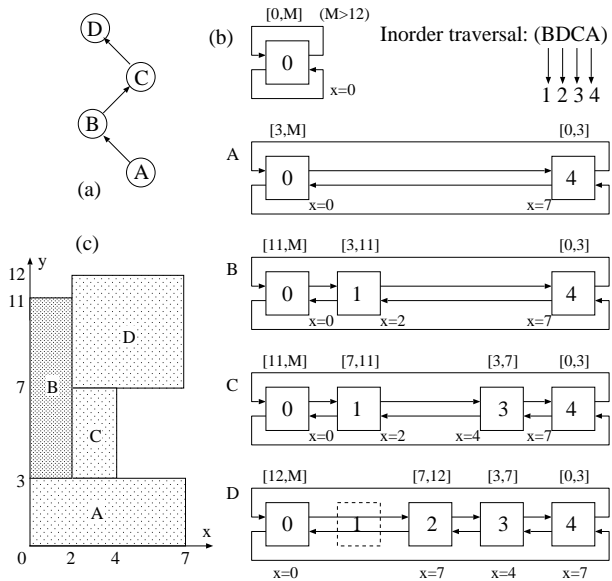 D
C
B
A
(a)
(b)
[0,M] (M>12)
0
x=0
Inorder traversal: (BDCA)
1 2 3 4
A
[3,M] [0,3]
0 4
x=0 x=7
B
[11,M] [3,11] [0,3]
0 1 4
x=0 x=2 x=7
C
[11,M] [7,11] [3,7] [0,3]
0 1 3 4
x=0 x=2 x=4 x=7
D
[12,M] [7,12] [3,7] [0,3]
0 1 2 3 4
x=0 x=7 x=4 x=7
(c)
y
12
11
D
7
B
C
3
A
x
0 2 4 7